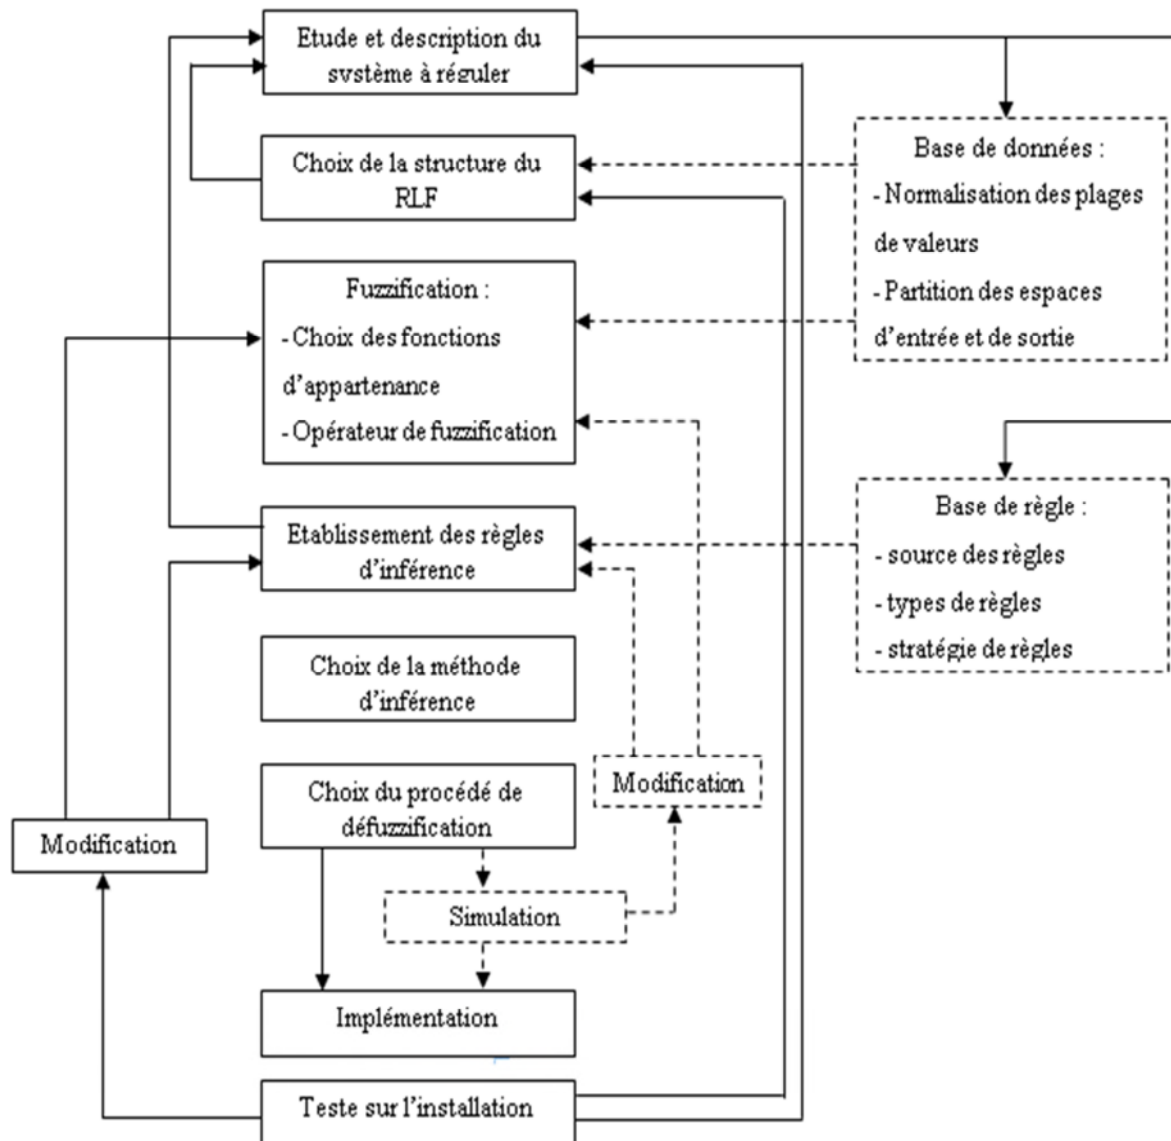 Etude et description du
système à réguler
Choix de la structure du
RLF
Base de données :
- Normalisation des plages
de valeurs
- Partition des espaces
d'entrée et de sortie
Fuzzification :
- Choix des fonctions
d'appartenance
- Opérateur de fuzzification
Etablissement des règles
d'inférence
Base de règle :
- source des règles
- types de règles
- stratégie de règles
Choix de la méthode
d'inférence
Choix du procédé de
défuzzification
Modification
Modification
Simulation
Implémentation
Teste sur l'installation